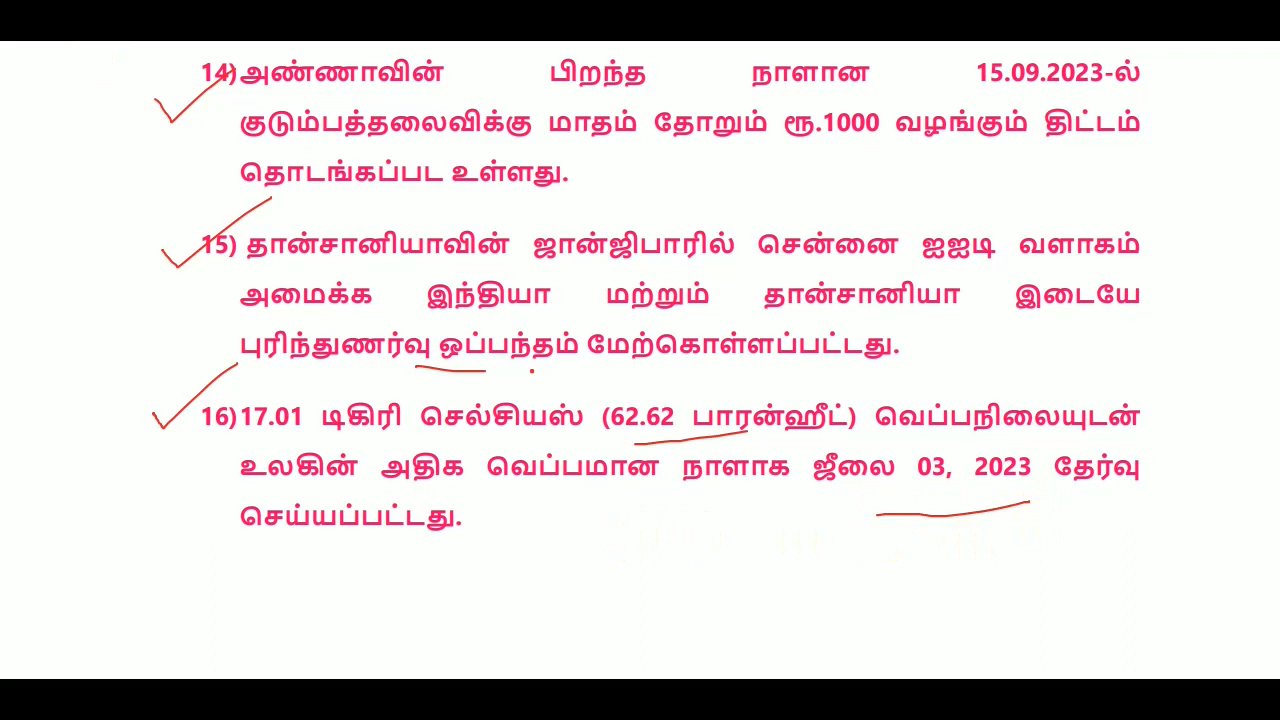 14)அண்ணாவின் பிறந்த நாளான 15.09.2023-ல்
குடும்பத்தலைவிக்கு மாதம் தோறும் ரூ.1000 வழங்கும் திட்டம்
தொடங்கப்பட உள்ளது.
15) தான்சானியாவின் ஜான்ஜிபாரில் சென்னை ஐஐடி வளாகம்
அமைக்க இந்தியா மற்றும் தான்சானியா இடையே
புரிந்துணர்வு ஒப்பந்தம் மேற்கொள்ளப்பட்டது.
16)17.01 டிகிரி செல்சியஸ் (62.62 பாரன்ஹீட்) வெப்பநிலையுடன்
உலகின் அதிக வெப்பமான நாளாக ஜீலை 03, 2023 தேர்வு
செய்யப்பட்டது.